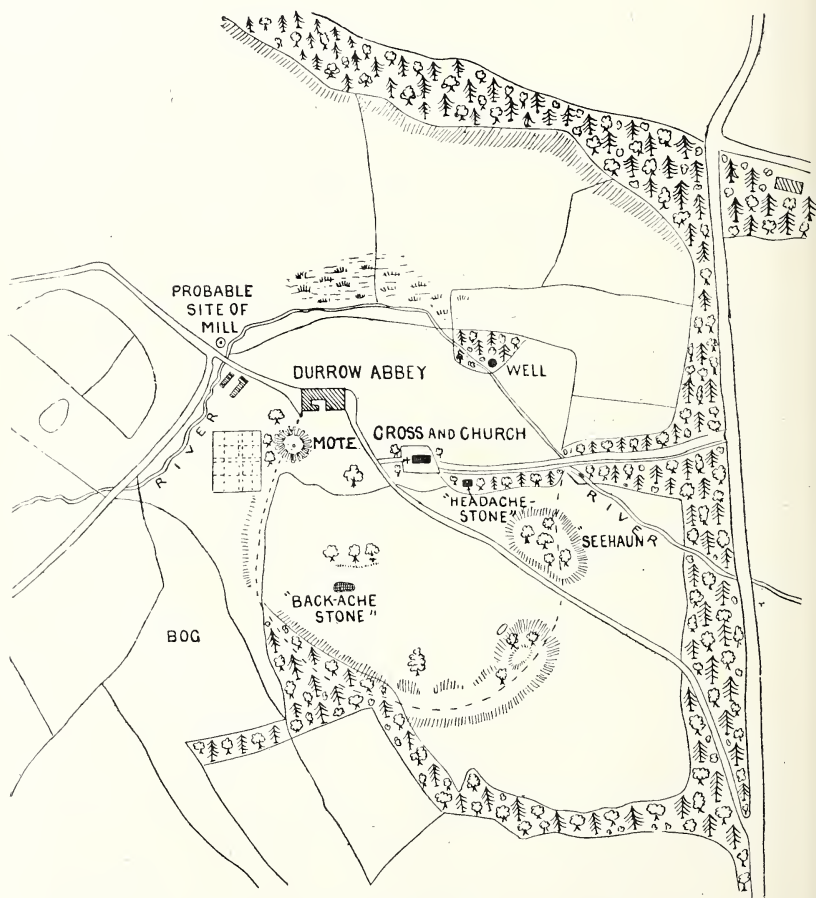 PROBABLE
SITE OF
MILL
DURROW ABBEY
WELL
RIVER
MOTE
CROSS AND CHURCH
"HEADACHE-
STONE"
RIVER
"SEEHAUN"
"BACK-ACHE
STONE"
BOG